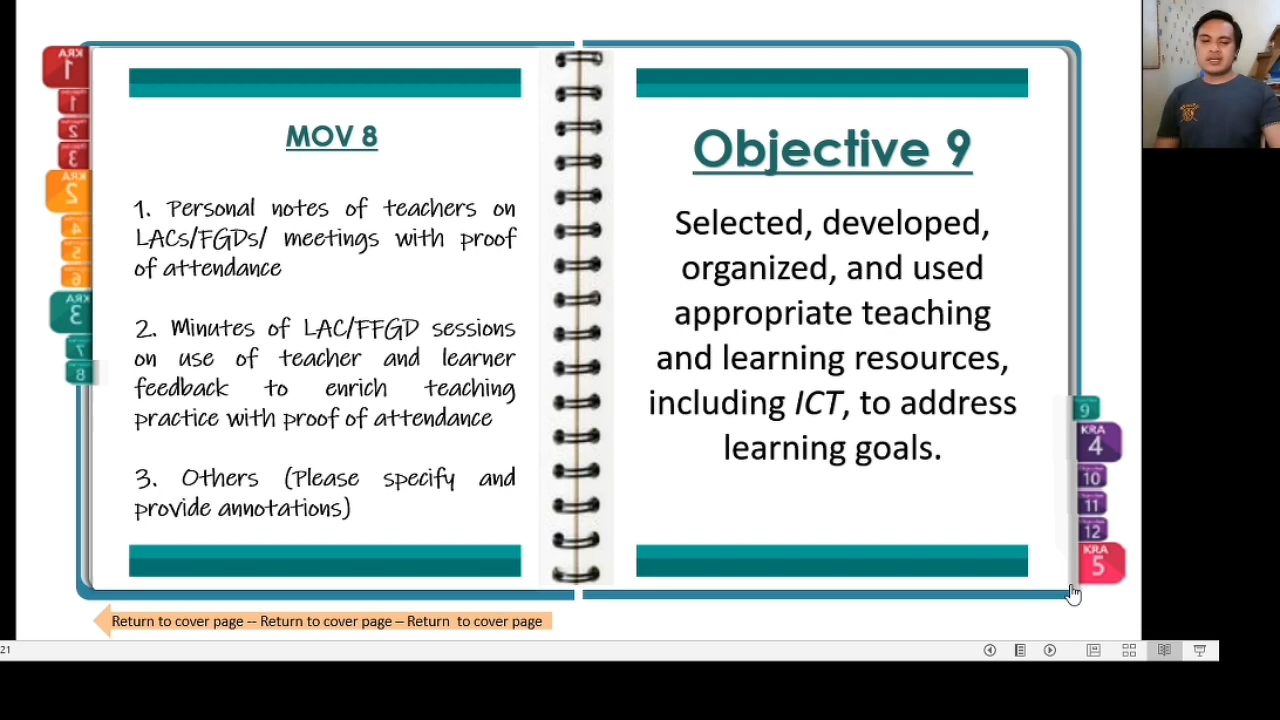 KRA
1
1
2
3
KRA
2
4
5
6
KRA
3
7
8
MOV 8
1. Personal notes of teachers on
LACs/FGDs/ meetings with proof
of attendance
2. Minutes of LAC/FFGD sessions
on use of teacher and learner
feedback to enrich teaching
practice with proof of attendance
3. Others (Please specify and
provide annotations)
Objective 9
Selected, developed,
organized, and used
appropriate teaching
and learning resources,
including ICT, to address
learning goals.
9
KRA
4
10
11
12
KRA
5
Return to cover page -- Return to cover page – Return to cover page
21